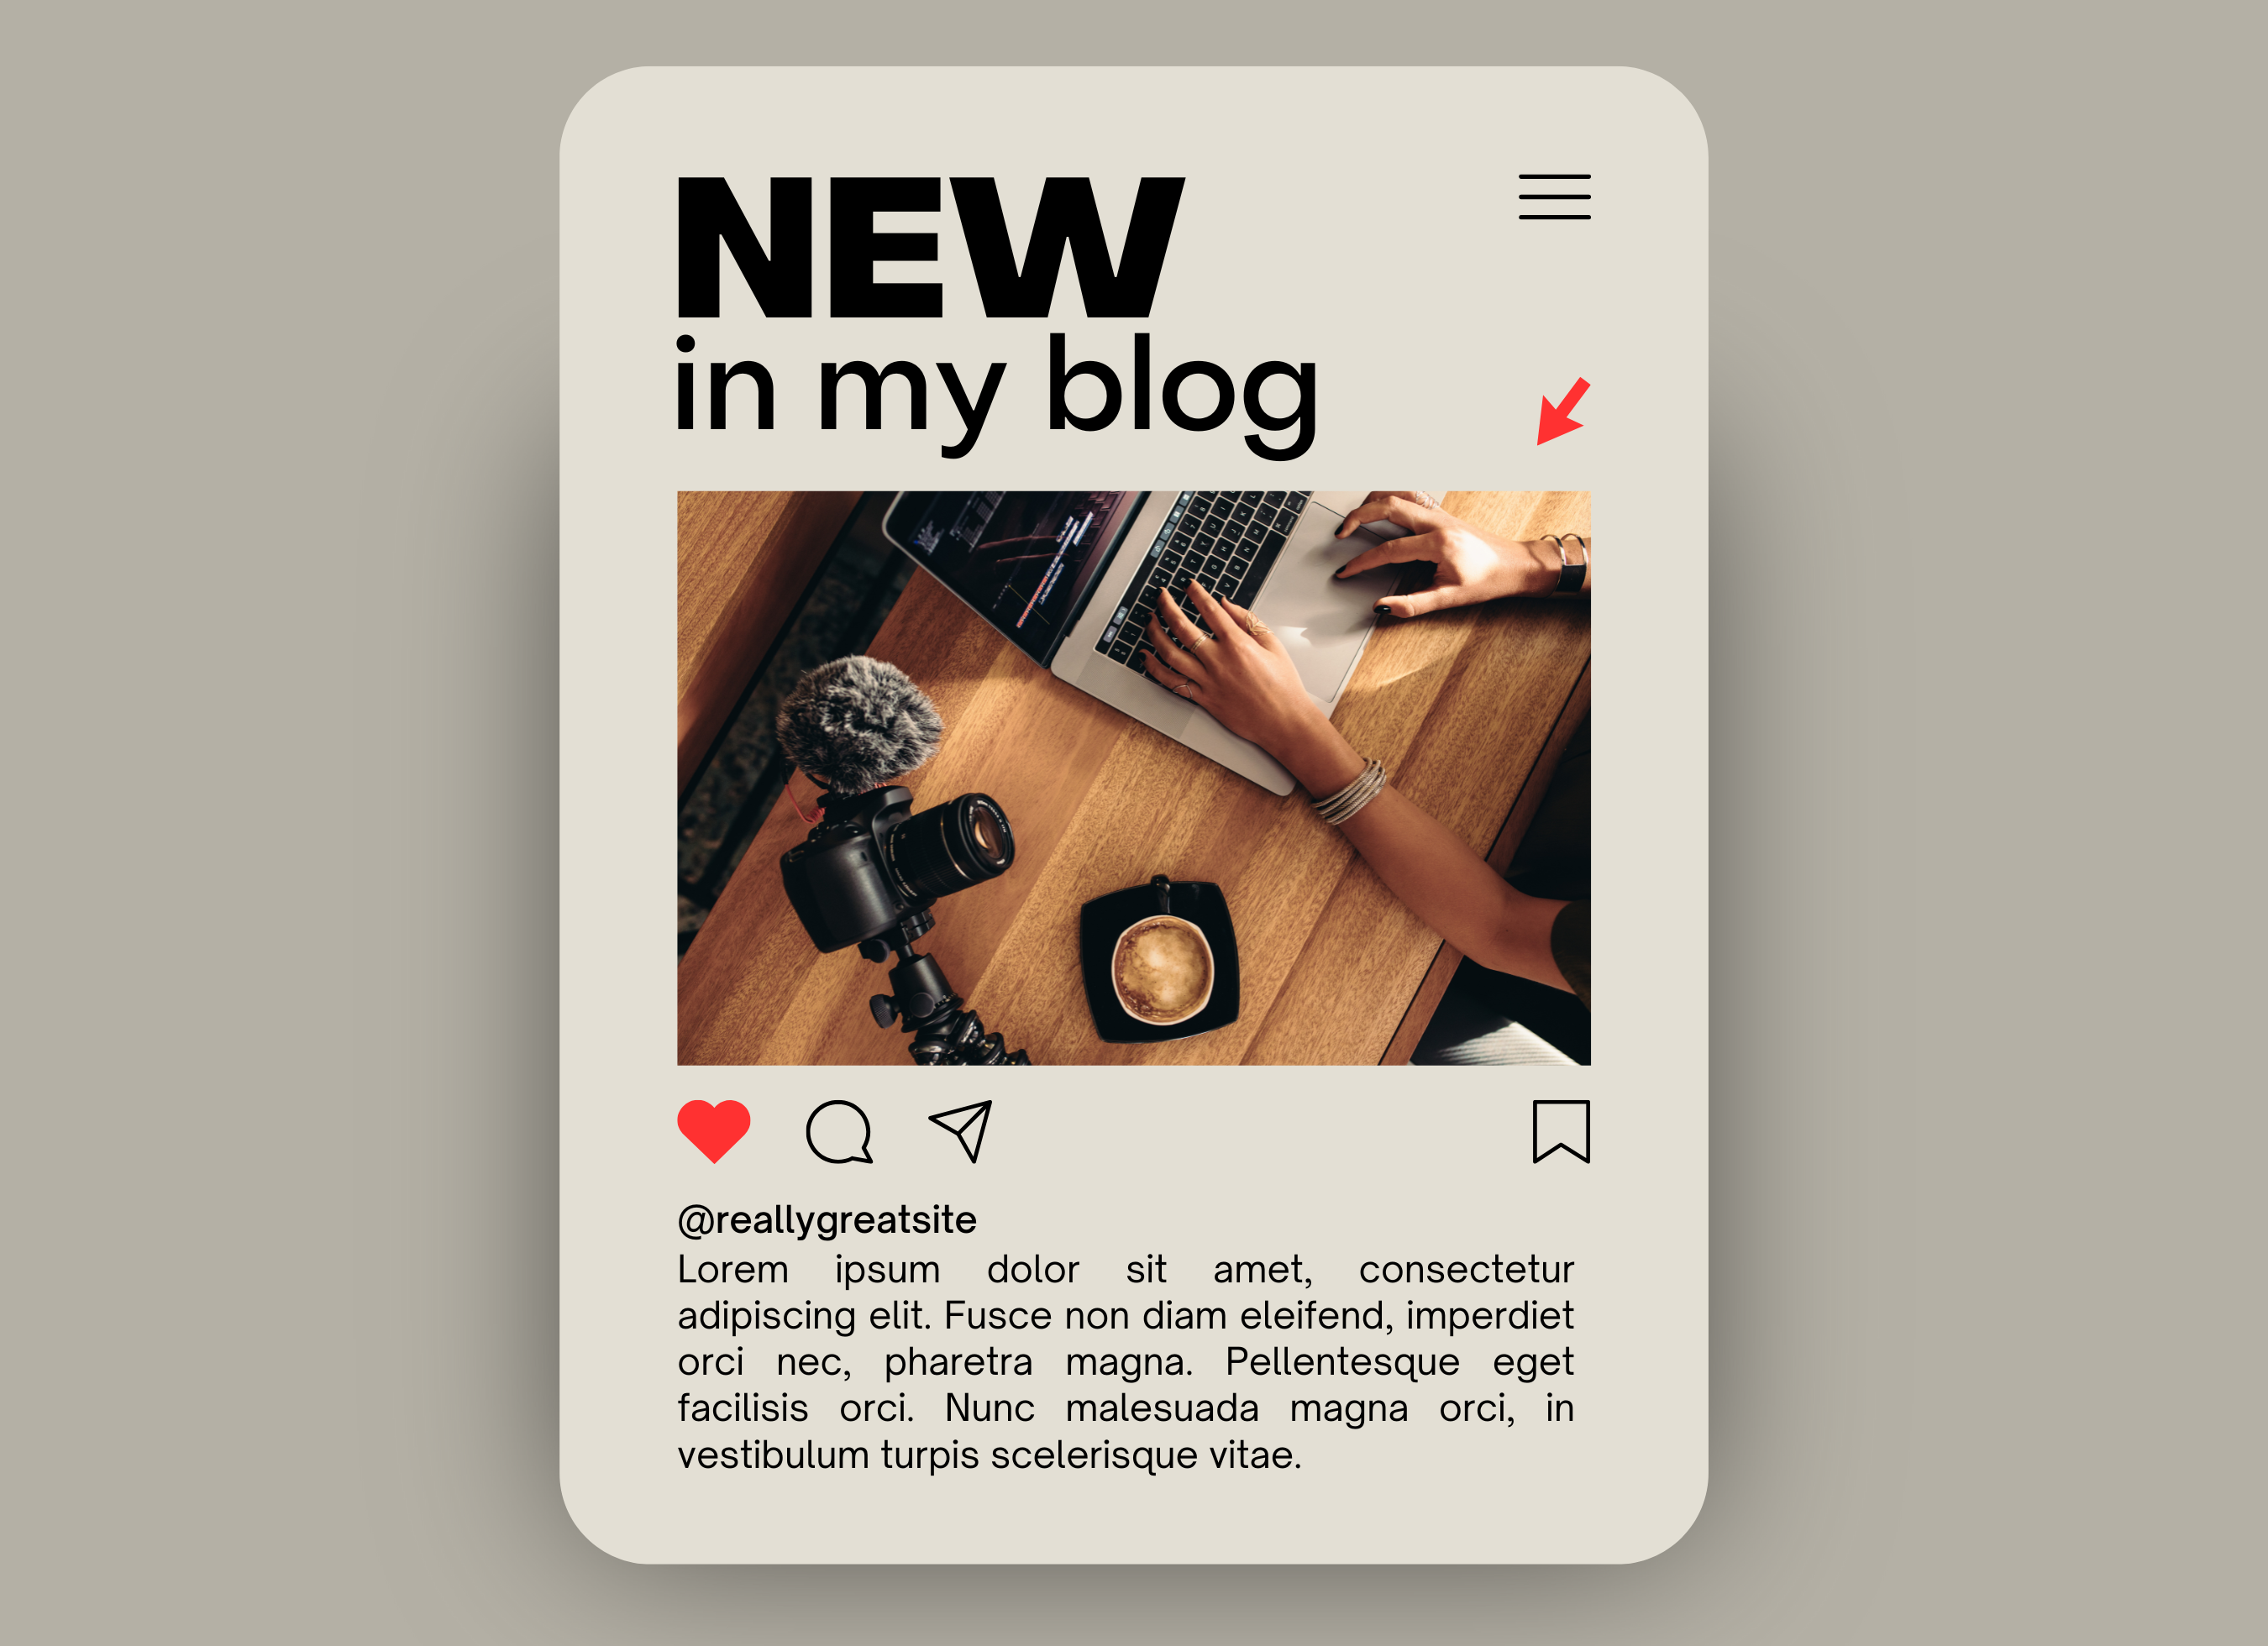 NEW
in my blog
@reallygreatsite
Lorem ipsum dolor sit amet, consectetur
adipiscing elit. Fusce non diam eleifend, imperdiet
orci nec, pharetra magna. Pellentesque eget
facilisis orci. Nunc malesuada magna orci, in
vestibulum turpis scelerisque vitae.